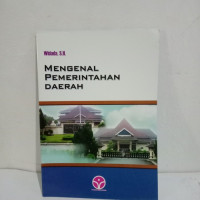 Widodo, S.H.
MENGENAL
PEMERINTAHAN
DAERAH